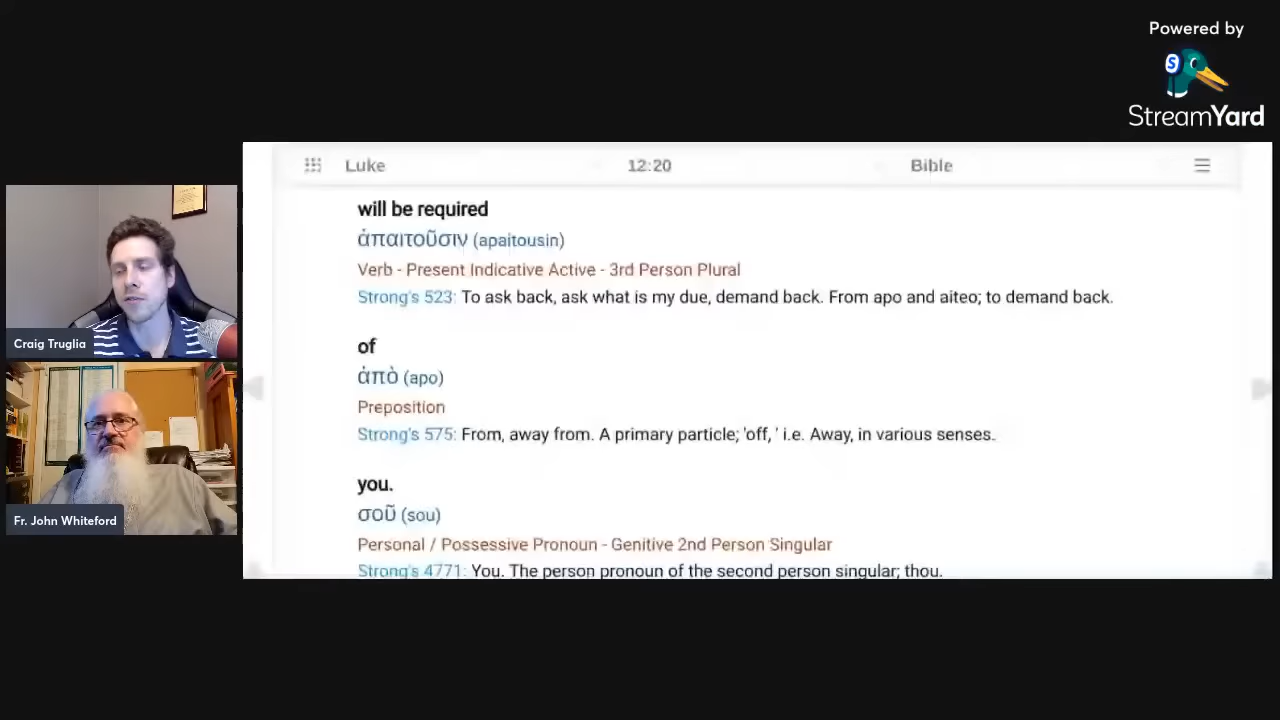 Powered by
StreamYard
Luke 12:20 Bible
will be required
ἀπαιτοῦσιν (apaitousin)
Verb - Present Indicative Active - 3rd Person Plural
Strong's 523: To ask back, ask what is my due, demand back. From apo and aiteo; to demand back.
of
ἀπὸ (apo)
Preposition
Strong's 575: From, away from. A primary particle; 'off, ' i.e. Away, in various senses.
you.
σοῦ (sou)
Personal / Possessive Pronoun - Genitive 2nd Person Singular
Strong's 4771: You. The person pronoun of the second person singular; thou.
Craig Truglia
Fr. John Whiteford